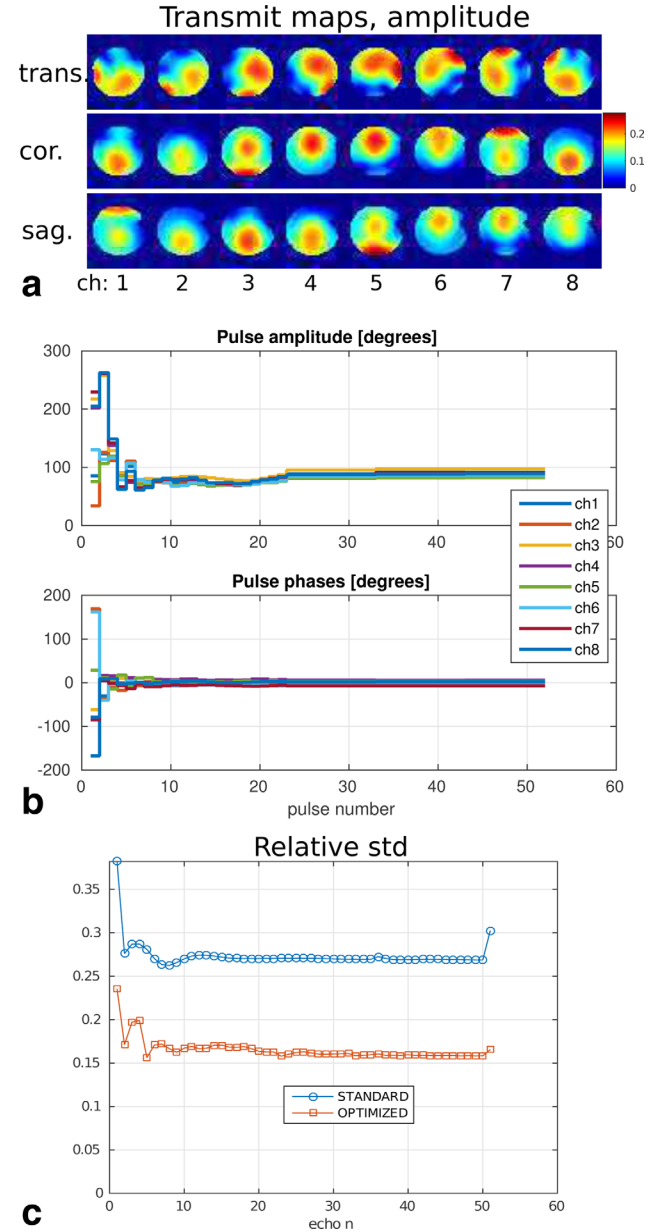 Transmit maps, amplitude
trans.
cor.
sag.
0.2
0.1
0
a
ch: 1 2 3 4 5 6 7 8
Pulse amplitude [degrees]
300
200
100
0
0 10 20 30 40 50 60
ch1
ch2
ch3
ch4
ch5
ch6
ch7
ch8
Pulse phases [degrees]
200
100
0
-100
-200
0 10 20 30 40 50 60
pulse number
b
Relative std
0.35
0.3
0.25
0.2
0.15
0.1
0.05
0
STANDARD
OPTIMIZED
0 10 20 30 40 50 60
echo n
c